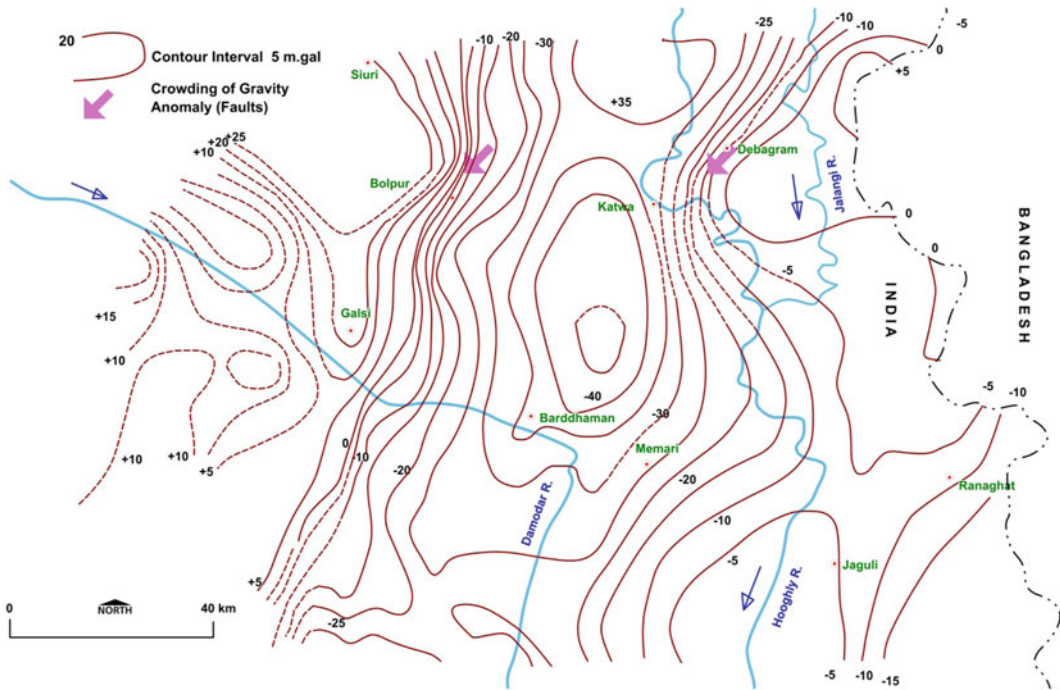 20
Contour Interval 5 m.gal
Crowding of Gravity
Anomaly (Faults)
Siuri
-10
-20
-30
-25
-10
-10
-5
0
+5
+35
+25
+20
+10
Bolpur
Debagram
Jalangi R.
Katwa
0
0
BANGLADESH
INDIA
-5
+15
Galsi
+10
-40
-30
Barddhaman
Memari
-5
-10
+10
+10
+5
0
-10
-20
-20
-10
-5
Ranaghat
Damodar R.
Hooghly R.
Jaguli
+5
-25
0
NORTH
40 km
-5
-10
-15